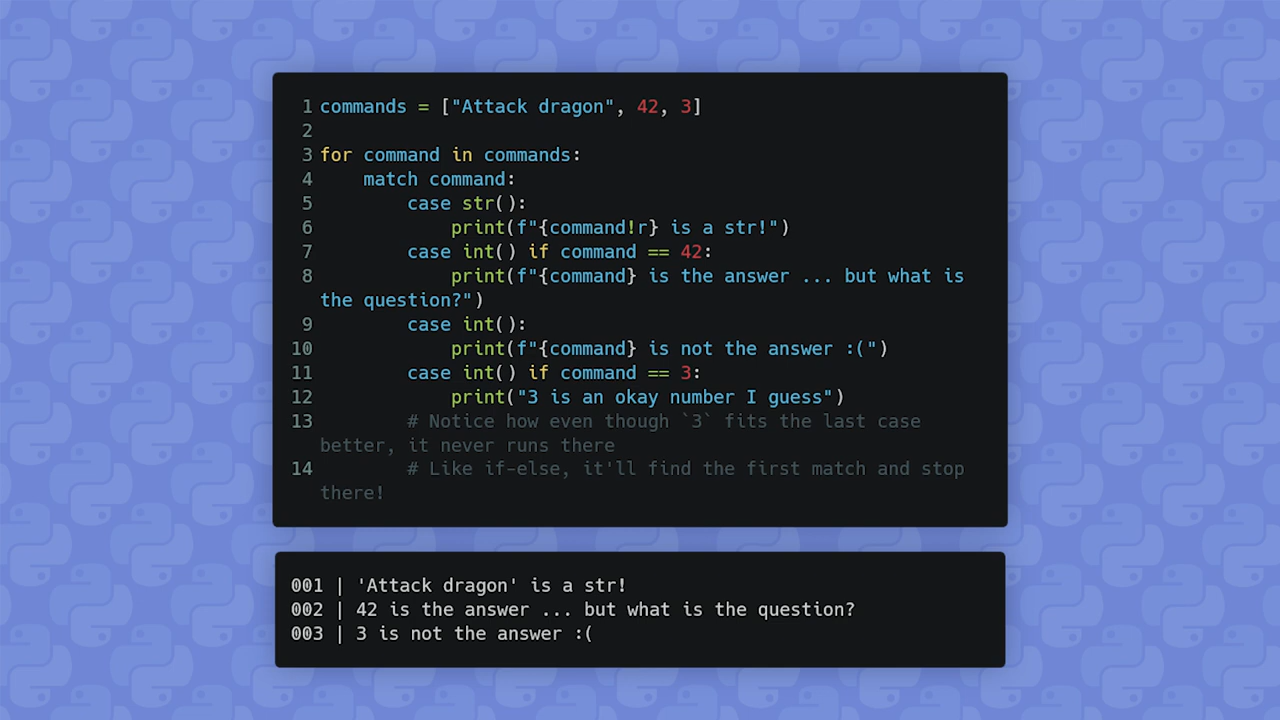 1 commands = ["Attack dragon", 42, 3]
2
3 for command in commands:
4     match command:
5         case str():
6             print(f"{command!r} is a str!")
7         case int() if command == 42:
8             print(f"{command} is the answer ... but what is
the question?")
9         case int():
10             print(f"{command} is not the answer :(")
11         case int() if command == 3:
12             print("3 is an okay number I guess")
13         # Notice how even though `3` fits the last case
better, it never runs there
14         # Like if-else, it'll find the first match and stop
there!
001 | 'Attack dragon' is a str!
002 | 42 is the answer ... but what is the question?
003 | 3 is not the answer :(